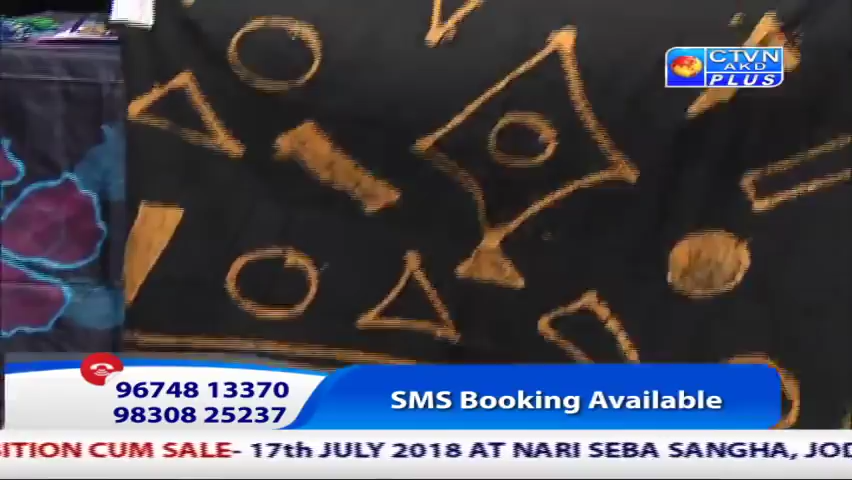 CTVN
AKD
PLUS
96748 13370
98308 25237
SMS Booking Available
SITION CUM SALE- 17th JULY 2018 AT NARI SEBA SANGHA, JOD